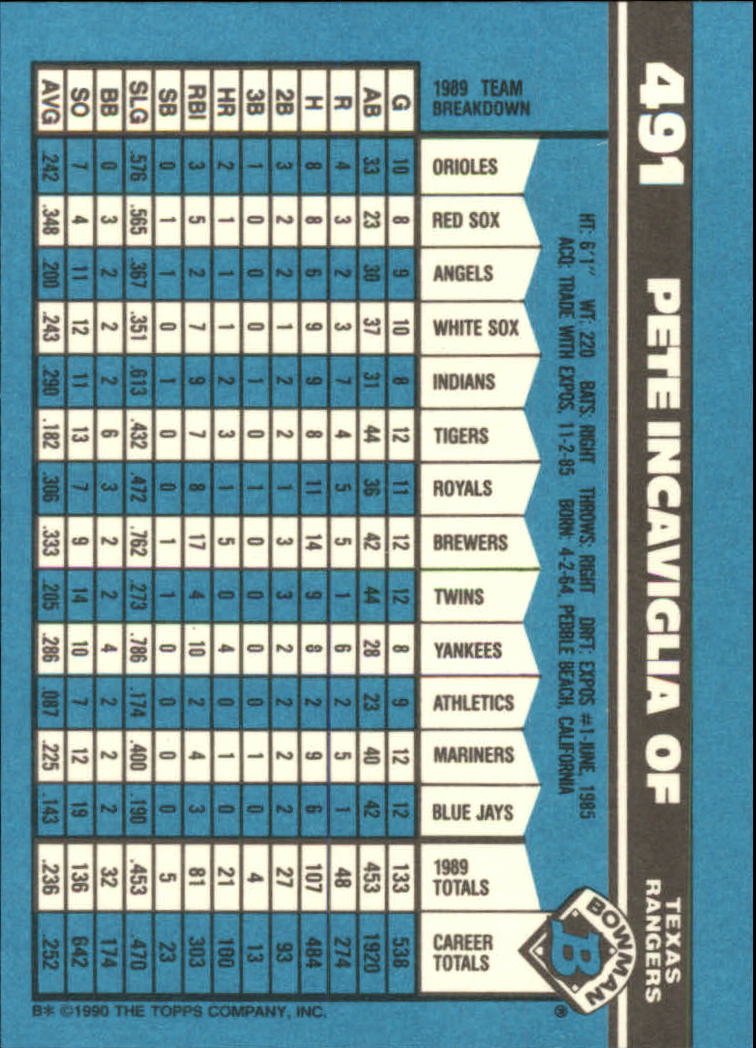 491 PETE INCAVIGLIA OF
TEXAS
RANGERS
HT: 6'1" WT: 220 BATS: RIGHT THROWS: RIGHT DRFT: EXPOS #1-JUNE, 1985
ACQ: TRADE WITH EXPOS, 11-2-85 BORN: 4-2-64, PEBBLE BEACH, CALIFORNIA
BOWMAN
B
®
1989 TEAM
BREAKDOWN
ORIOLES
RED SOX
ANGELS
WHITE SOX
INDIANS
TIGERS
ROYALS
BREWERS
TWINS
YANKEES
ATHLETICS
MARINERS
BLUE JAYS
1989
TOTALS
CAREER
TOTALS
G 10 8 9 10 8 12 11 12 12 8 9 12 12 133 538
AB 33 23 30 37 31 44 36 42 44 28 23 40 42 453 1920
R 4 3 2 3 7 4 5 5 1 6 2 5 1 48 274
H 8 8 6 9 9 8 11 14 9 8 2 9 6 107 484
2B 3 2 2 1 2 2 1 3 3 2 2 2 2 27 93
3B 1 0 0 0 1 0 1 0 0 0 0 1 0 4 13
HR 2 1 1 1 2 3 1 5 0 4 0 1 0 21 100
RBI 3 5 2 7 9 7 8 17 4 10 2 4 3 81 303
SB 0 1 1 0 1 0 0 1 1 0 0 0 0 5 23
SLG .576 .565 .367 .351 .613 .432 .472 .762 .273 .786 .174 .400 .190 .453 .470
BB 0 3 2 2 2 6 3 2 2 4 2 2 2 32 174
SO 7 4 11 12 11 13 7 9 14 10 7 12 19 136 642
AVG .242 .348 .200 .243 .290 .182 .306 .333 .205 .286 .087 .225 .143 .236 .252
B* ©1990 THE TOPPS COMPANY, INC.